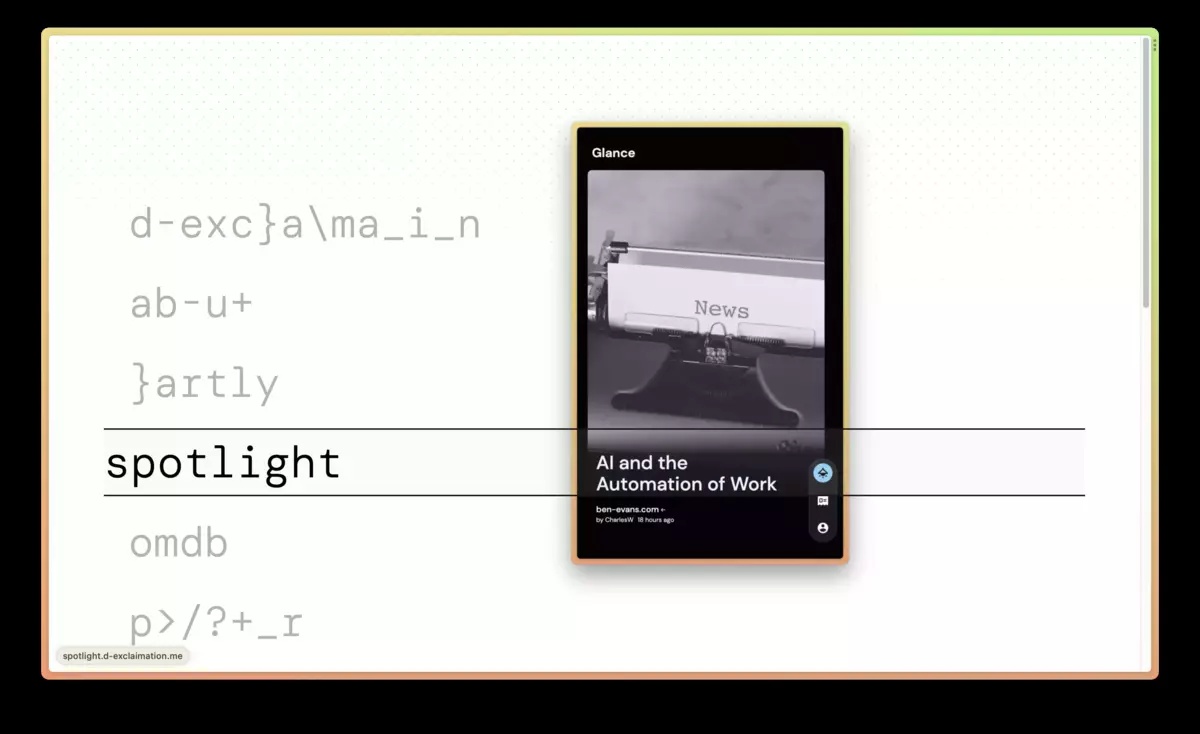 d-exc}a\ma_i_n
ab-u+
}artly
spotlight
omdb
p>/?+_r
spotlight.d-exclaimation.me
Glance
News
AI and the
Automation of Work
ben-evans.com
by CharlesW 18 hours ago